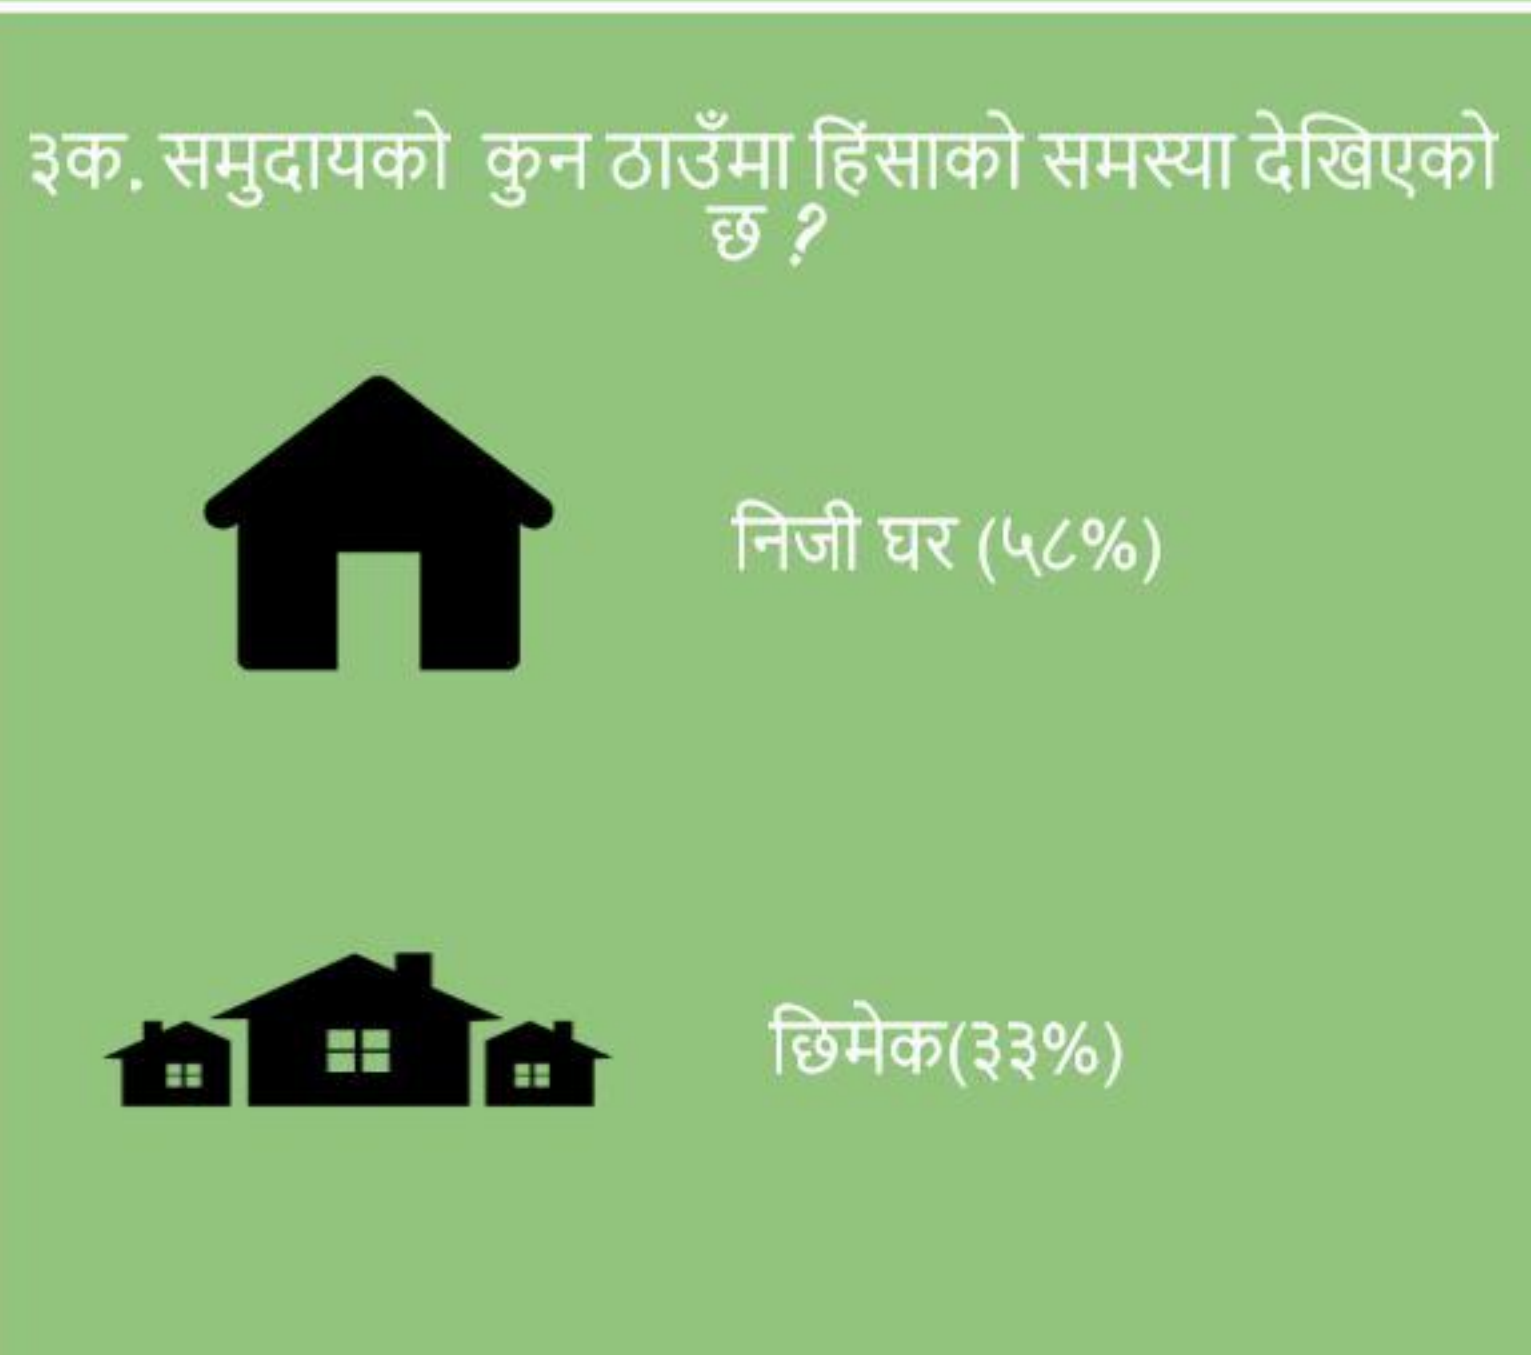 ३क. समुदायको कुन ठाउँमा हिंसाको समस्या देखिएको
छ ?
निजी घर (५८%)
छिमेक(३३%)